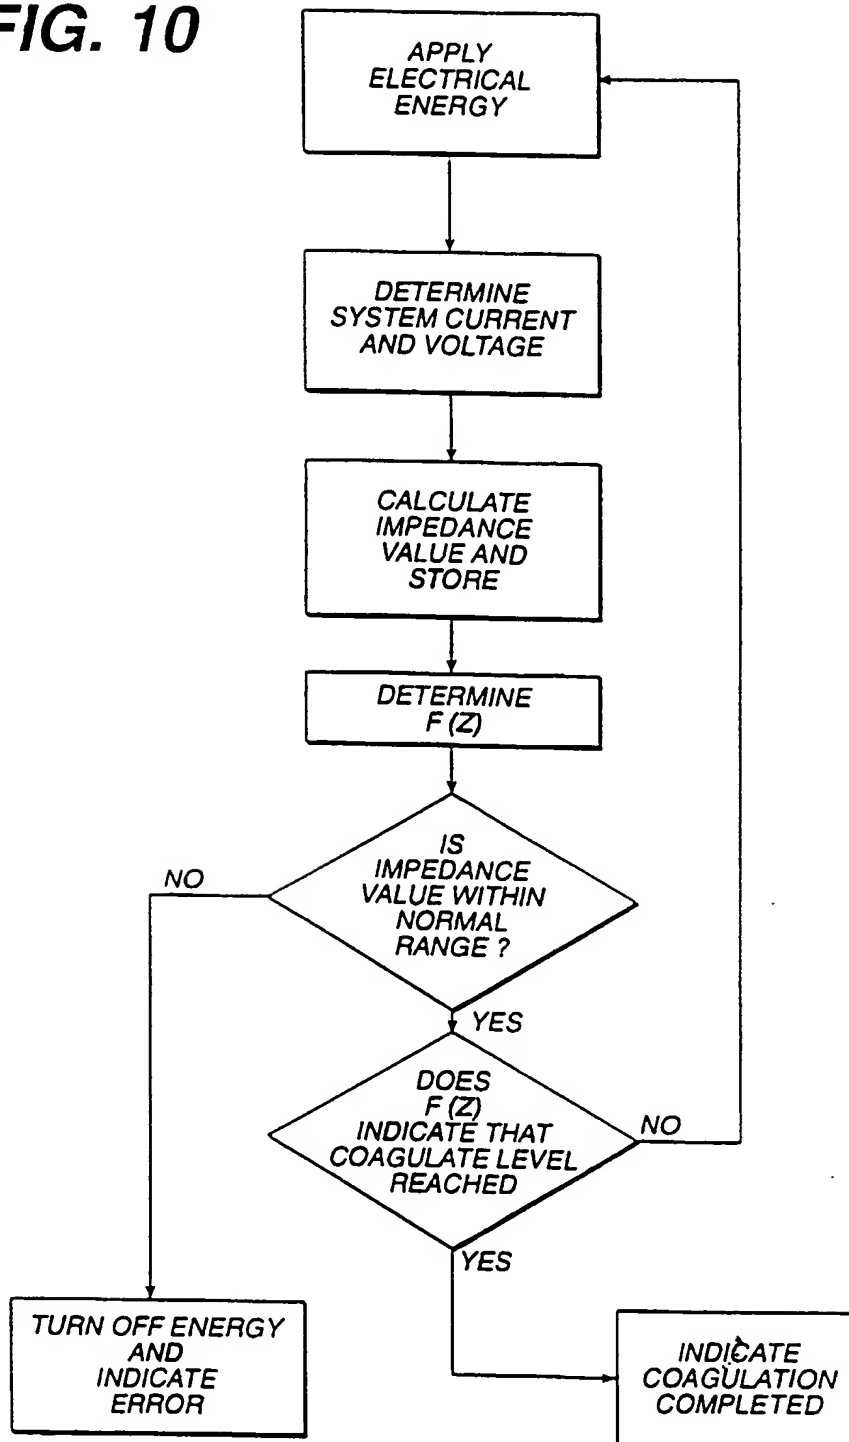 FIG. 10
APPLY
ELECTRICAL
ENERGY
DETERMINE
SYSTEM CURRENT
AND VOLTAGE
CALCULATE
IMPEDANCE
VALUE AND
STORE
DETERMINE
F (Z)
IS
IMPEDANCE
VALUE WITHIN
NORMAL
RANGE ?
NO
YES
DOES
F (Z)
INDICATE THAT
COAGULATE LEVEL
REACHED
NO
YES
TURN OFF ENERGY
AND
INDICATE
ERROR
INDICATE
COAGULATION
COMPLETED